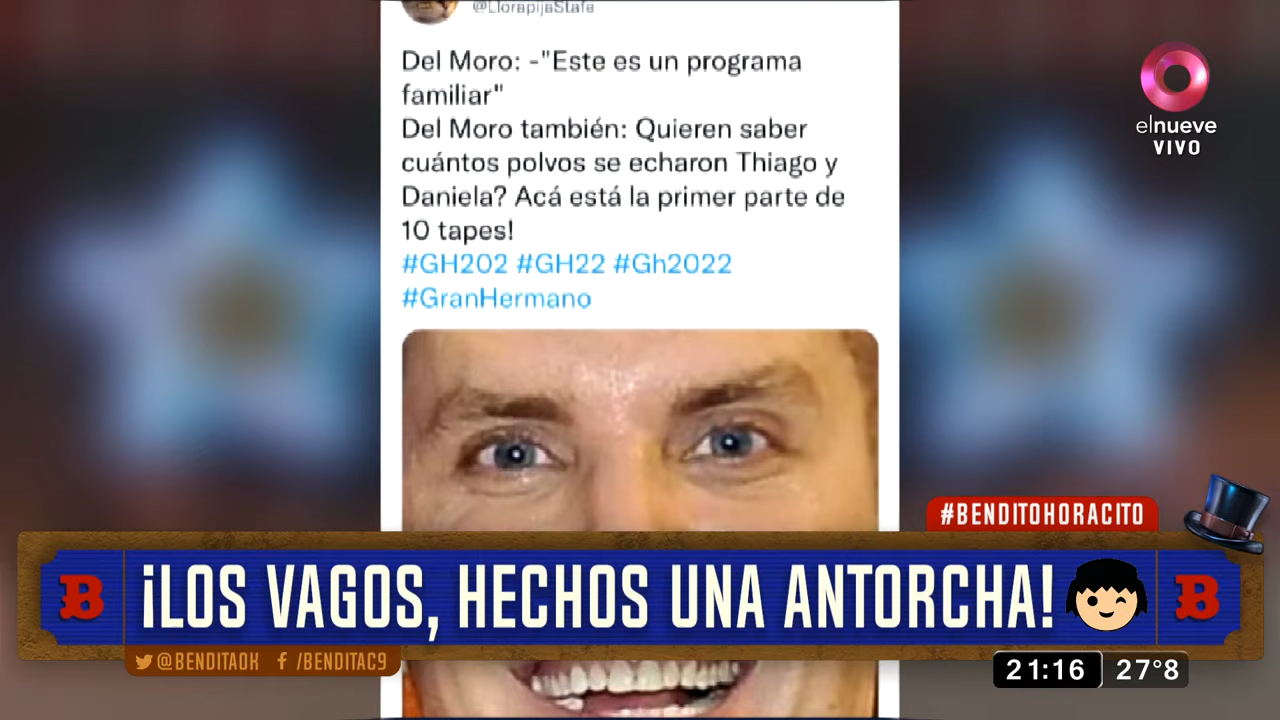 @LlorapijaStafe
Del Moro: -"Este es un programa
familiar"
Del Moro también: Quieren saber
cuántos polvos se echaron Thiago y
Daniela? Acá está la primer parte de
10 tapes!
#GH202 #GH22 #Gh2022
#GranHermano
elnueve
VIVO
#BENDITOHORACITO
B
¡LOS VAGOS, HECHOS UNA ANTORCHA!
B
@BENDITAOK
/BENDITAC9
21:16
27°8